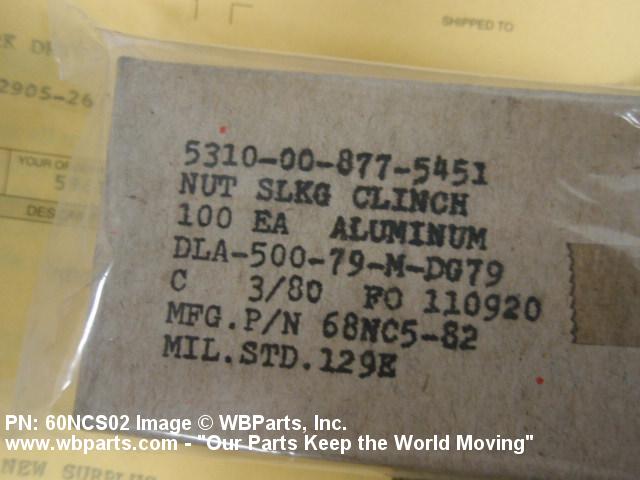 SHIPPED TO
2905-26
YOUR
5310-00-877-5451
NUT SLKG CLINCH
100 EA ALUMINUM
DLA-500-79-M-DG79
C 3/80 FO 110920
MFG.P/N 68NC5-82
MIL.STD.129E
PN: 60NCS02 Image © WBParts, Inc.
www.wbparts.com - "Our Parts Keep the World Moving"
NEW SURPLUS